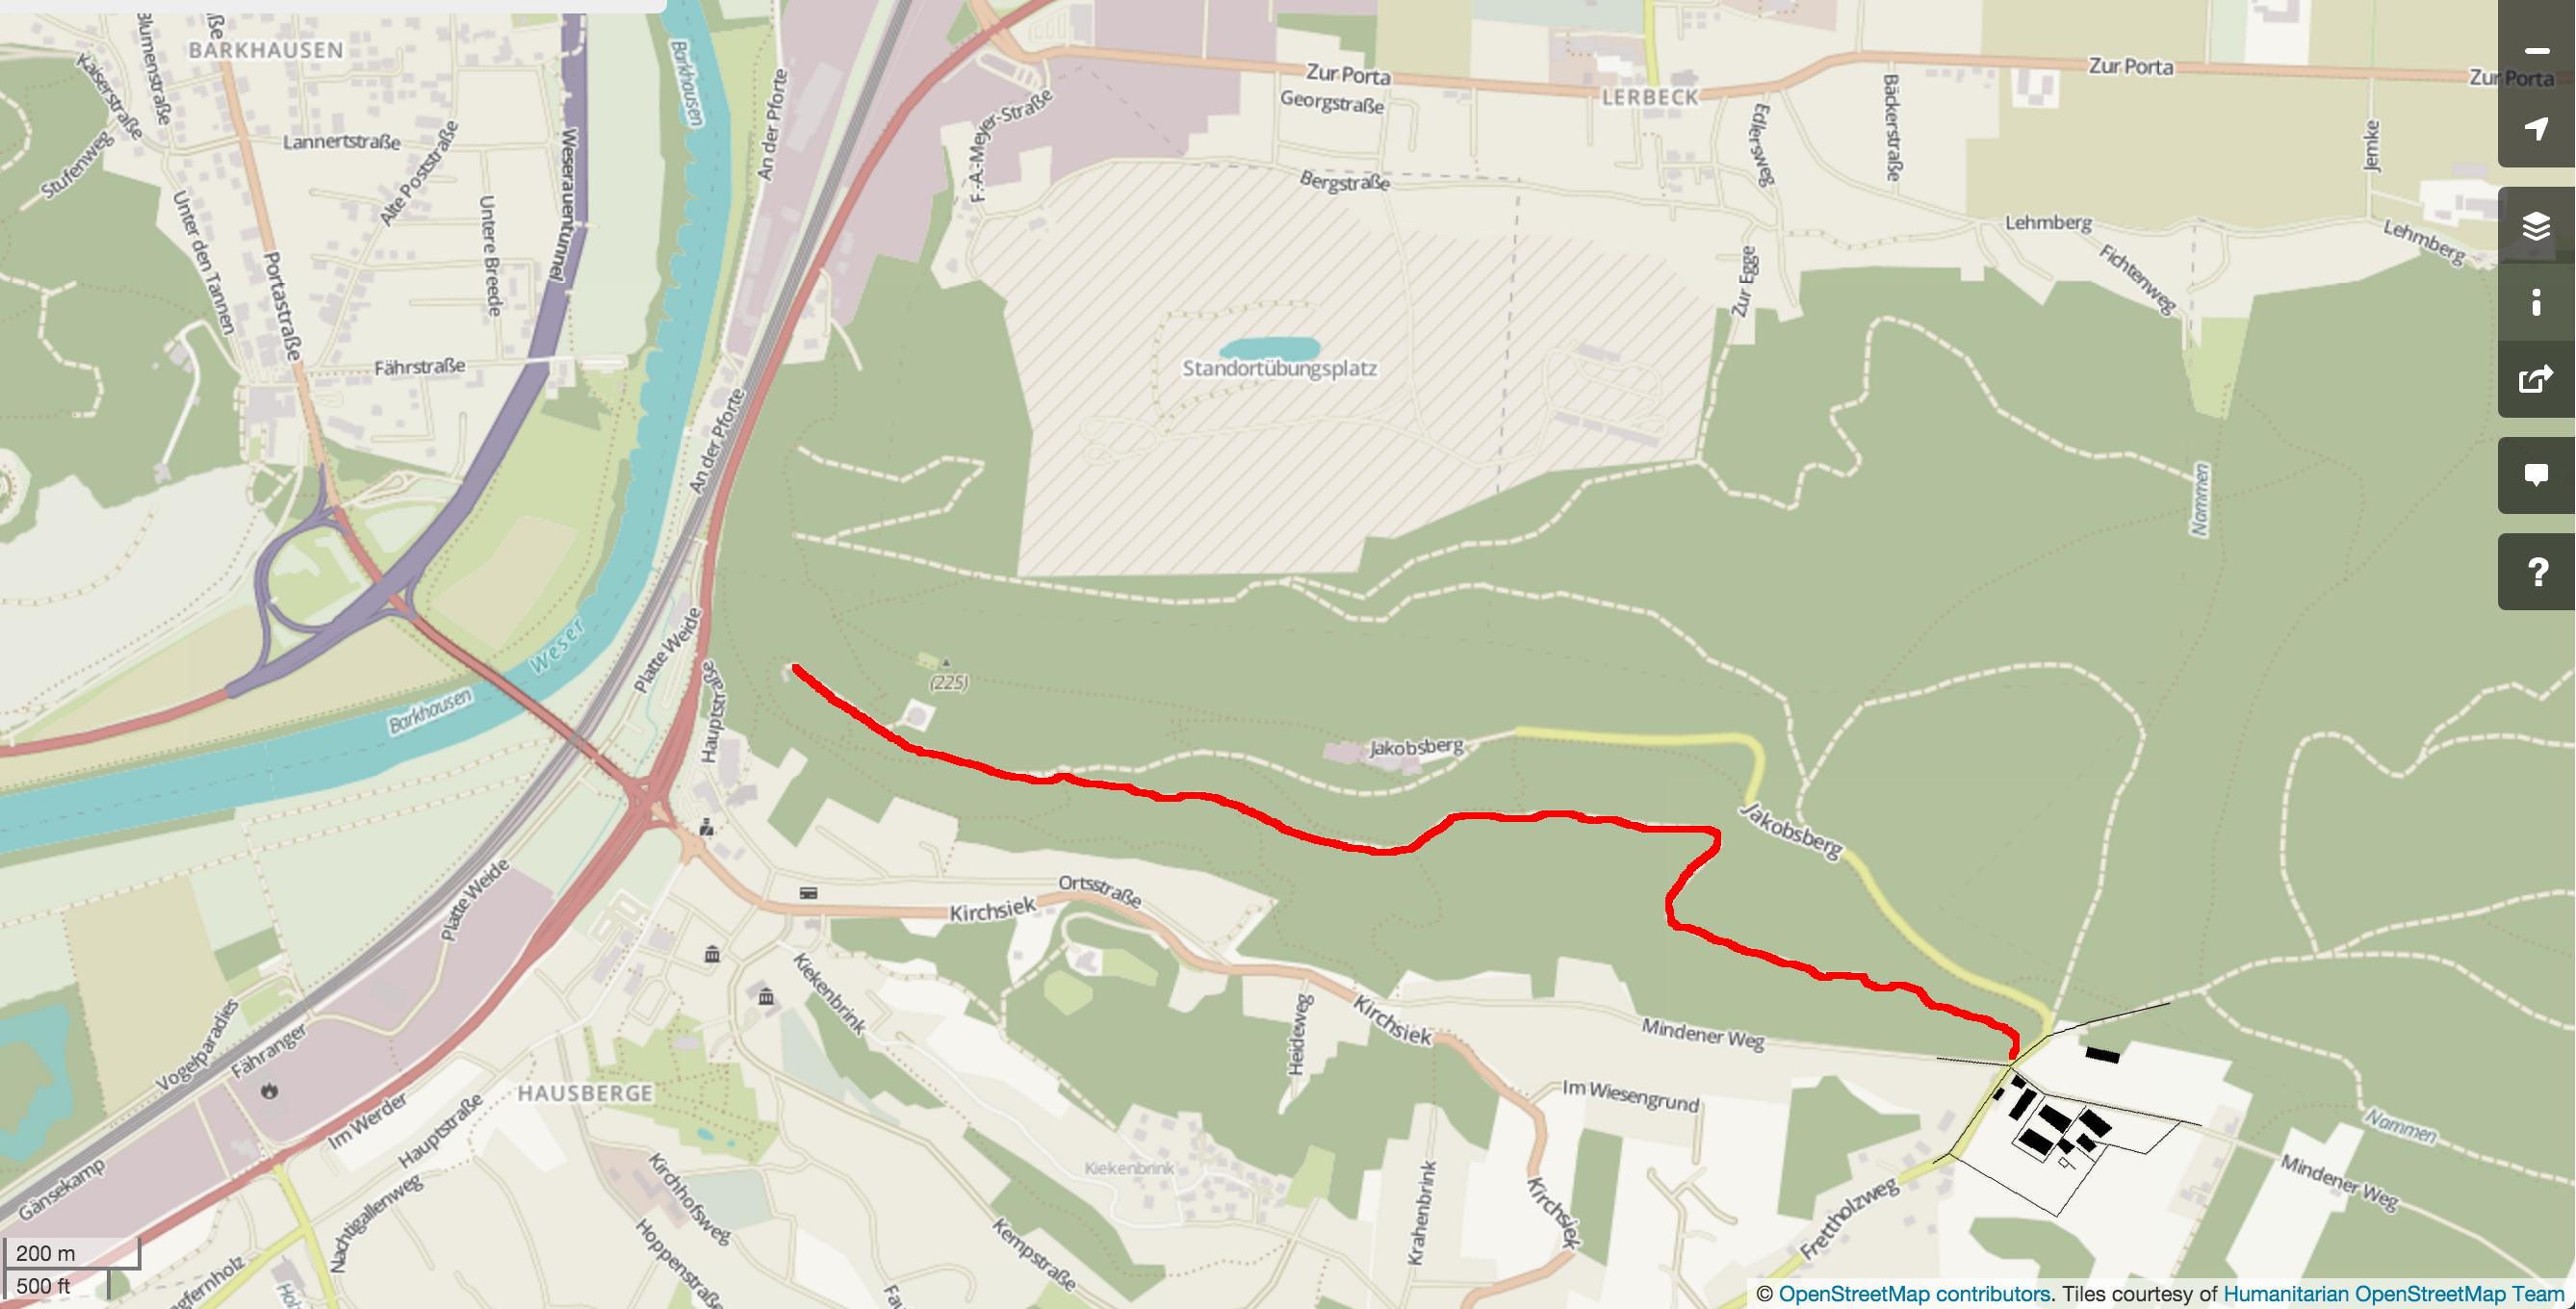 BARKHAUSEN
Blumenstraße
Kaiserstraße
Stufenweg
Lannertstraße
Alte Poststraße
Unter den Tannen
Untere Breede
Portastraße
Fährstraße
Weserauentunnel
Barkhausen
An der Pforte
An der Pforte
F.-A.-Meyer-Straße
Zur Porta
Georgstraße
Bergstraße
LERBECK
Zur Porta
Zur Porta
Edlersweg
Bäckerstraße
Jemke
Lehmberg
Lehmberg
Fichtenweg
Zur Egge
Standortübungsplatz
Nammen
Weser
Barkhausen
Platte Weide
Hauptstraße
(225)
Jakobsberg
Jakobsberg
Platte Weide
Ortsstraße
Kirchsiek
Kiekenbrink
Heideweg
Kirchsiek
Mindener Weg
Im Wiesengrund
Vogelparadies
Fähranger
HAUSBERGE
Im Werder
Hauptstraße
Gänsekamp
Nachtigallenweg
Kirchhofsweg
Hoppenstraße
Kiekenbrink
Kempstraße
Krähenbrink
Kirchsiek
Frettholzweg
Nammen
Mindener Weg
200 m
500 ft
?
© OpenStreetMap contributors. Tiles courtesy of Humanitarian OpenStreetMap Team